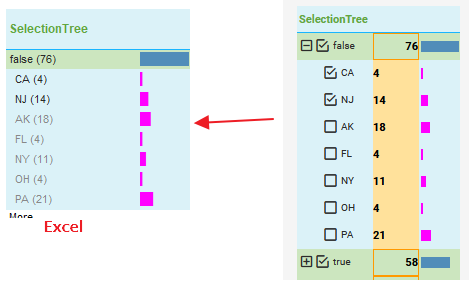 SelectionTree
false (76)
CA (4)
NJ (14)
AK (18)
FL (4)
NY (11)
OH (4)
PA (21)
More
Excel
SelectionTree
false 76
CA 4
NJ 14
AK 18
FL 4
NY 11
OH 4
PA 21
true 58